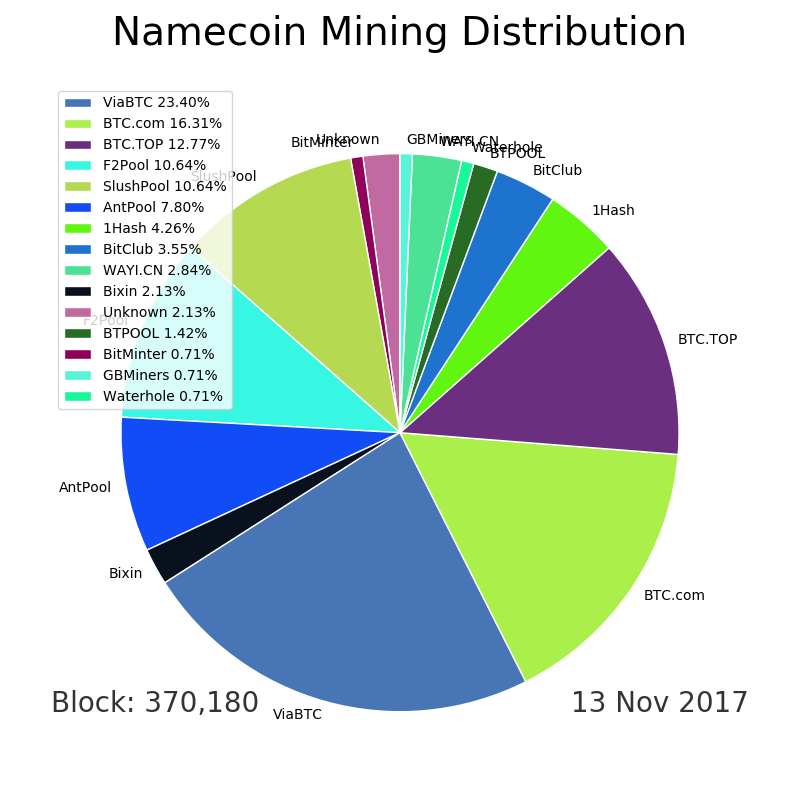 Namecoin Mining Distribution
ViaBTC 23.40%
BTC.com 16.31%
BTC.TOP 12.77%
F2Pool 10.64%
SlushPool 10.64%
AntPool 7.80%
1Hash 4.26%
BitClub 3.55%
WAYI.CN 2.84%
Bixin 2.13%
Unknown 2.13%
BTPOOL 1.42%
BitMinter 0.71%
GBMiners 0.71%
Waterhole 0.71%
GBMiners
WAYI.CN
Waterhole
BTPOOL
BitClub
1Hash
BTC.TOP
BTC.com
ViaBTC
Bixin
AntPool
F2Pool
SlushPool
BitMinter
Unknown
Block: 370,180
13 Nov 2017